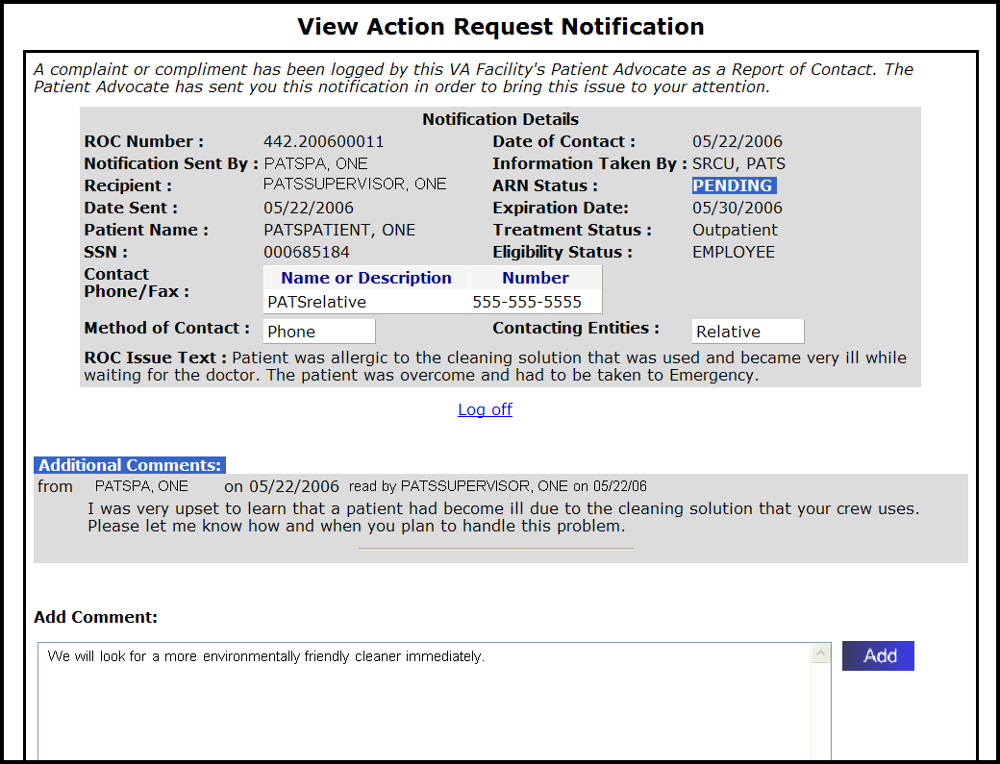 View Action Request Notification
A complaint or compliment has been logged by this VA Facility's Patient Advocate as a Report of Contact. The
Patient Advocate has sent you this notification in order to bring this issue to your attention.
Notification Details
ROC Number : 442.200600011 Date of Contact : 05/22/2006
Notification Sent By : PATSPA, ONE Information Taken By : SRCU, PATS
Recipient : PATSSUPERVISOR, ONE ARN Status : PENDING
Date Sent : 05/22/2006 Expiration Date: 05/30/2006
Patient Name : PATSPATIENT, ONE Treatment Status : Outpatient
SSN : 000685184 Eligibility Status : EMPLOYEE
Contact
Phone/Fax :
Name or Description Number
PATSrelative 555-555-5555
Method of Contact : Phone Contacting Entities : Relative
ROC Issue Text : Patient was allergic to the cleaning solution that was used and became very ill while
waiting for the doctor. The patient was overcome and had to be taken to Emergency.
Log off
Additional Comments:
from PATSPA, ONE on 05/22/2006 read by PATSSUPERVISOR, ONE on 05/22/06
I was very upset to learn that a patient had become ill due to the cleaning solution that your crew uses.
Please let me know how and when you plan to handle this problem.
Add Comment:
We will look for a more environmentally friendly cleaner immediately.
Add